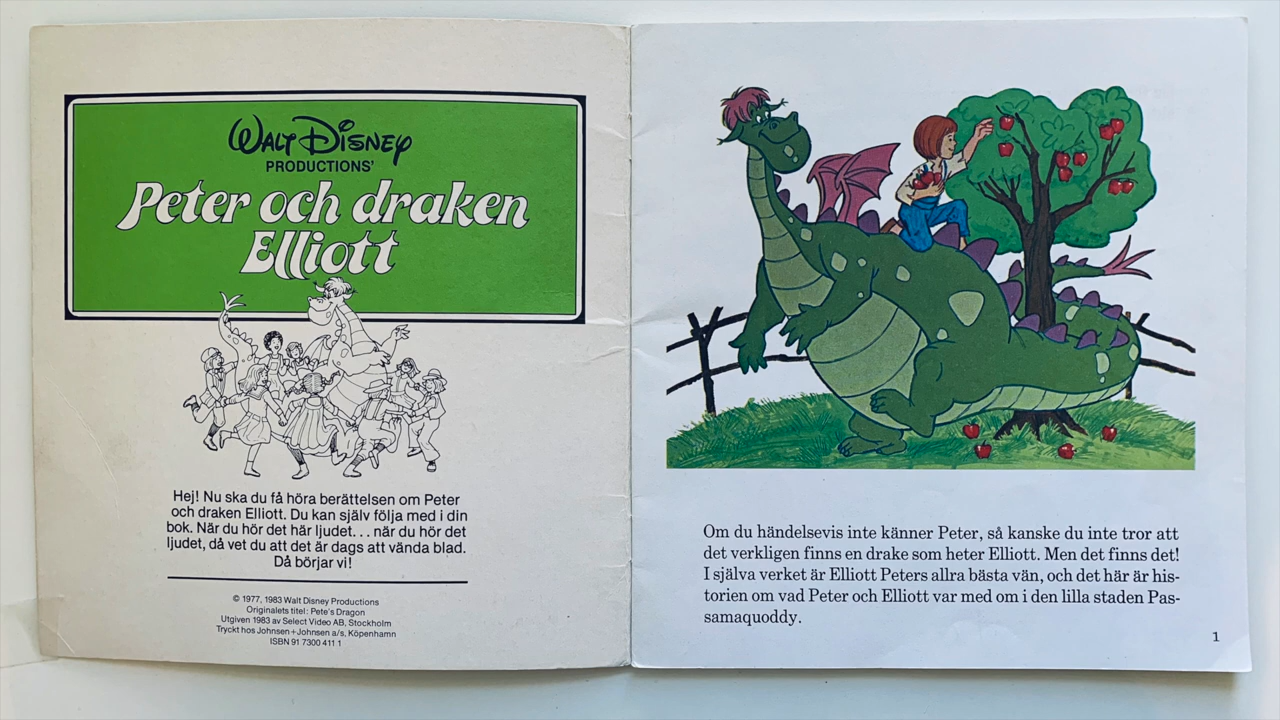 WALT DISNEY
PRODUCTIONS'
Peter och draken
Elliott
Hej! Nu ska du få höra berättelsen om Peter
och draken Elliott. Du kan själv följa med i din
bok. När du hör det här ljudet... när du hör det
ljudet, då vet du att det är dags att vända blad.
Då börjar vi!
© 1977, 1983 Walt Disney Productions
Originalets titel: Pete's Dragon
Utgiven 1983 av Select Video AB, Stockholm
Tryckt hos Johnsen+Johnsen a/s, Köpenhamn
ISBN 91 7300 411 1
Om du händelsevis inte känner Peter, så kanske du inte tror att
det verkligen finns en drake som heter Elliott. Men det finns det!
I själva verket är Elliott Peters allra bästa vän, och det här är his-
torien om vad Peter och Elliott var med om i den lilla staden Pas-
samaquoddy.
1